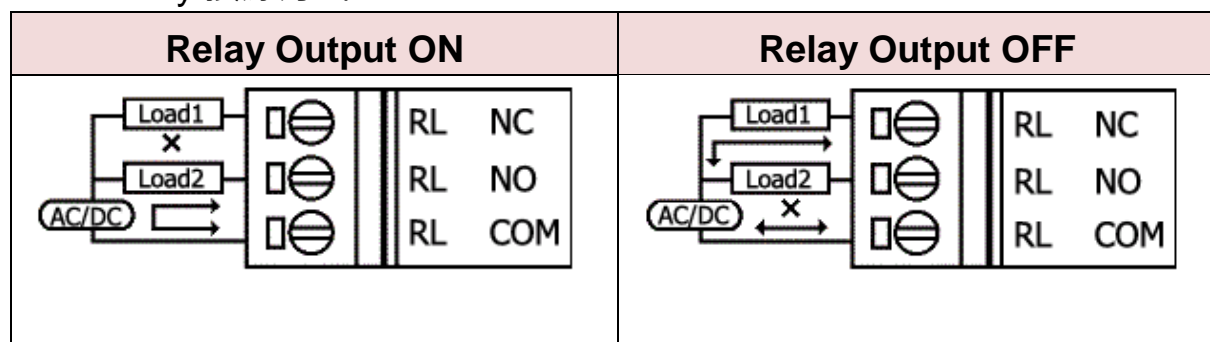 Relay Output ON
Relay Output OFF
Load1
RL NC
×
Load2
RL NO
AC/DC
RL COM
Load1
RL NC
Load2
RL NO
AC/DC
×
RL COM